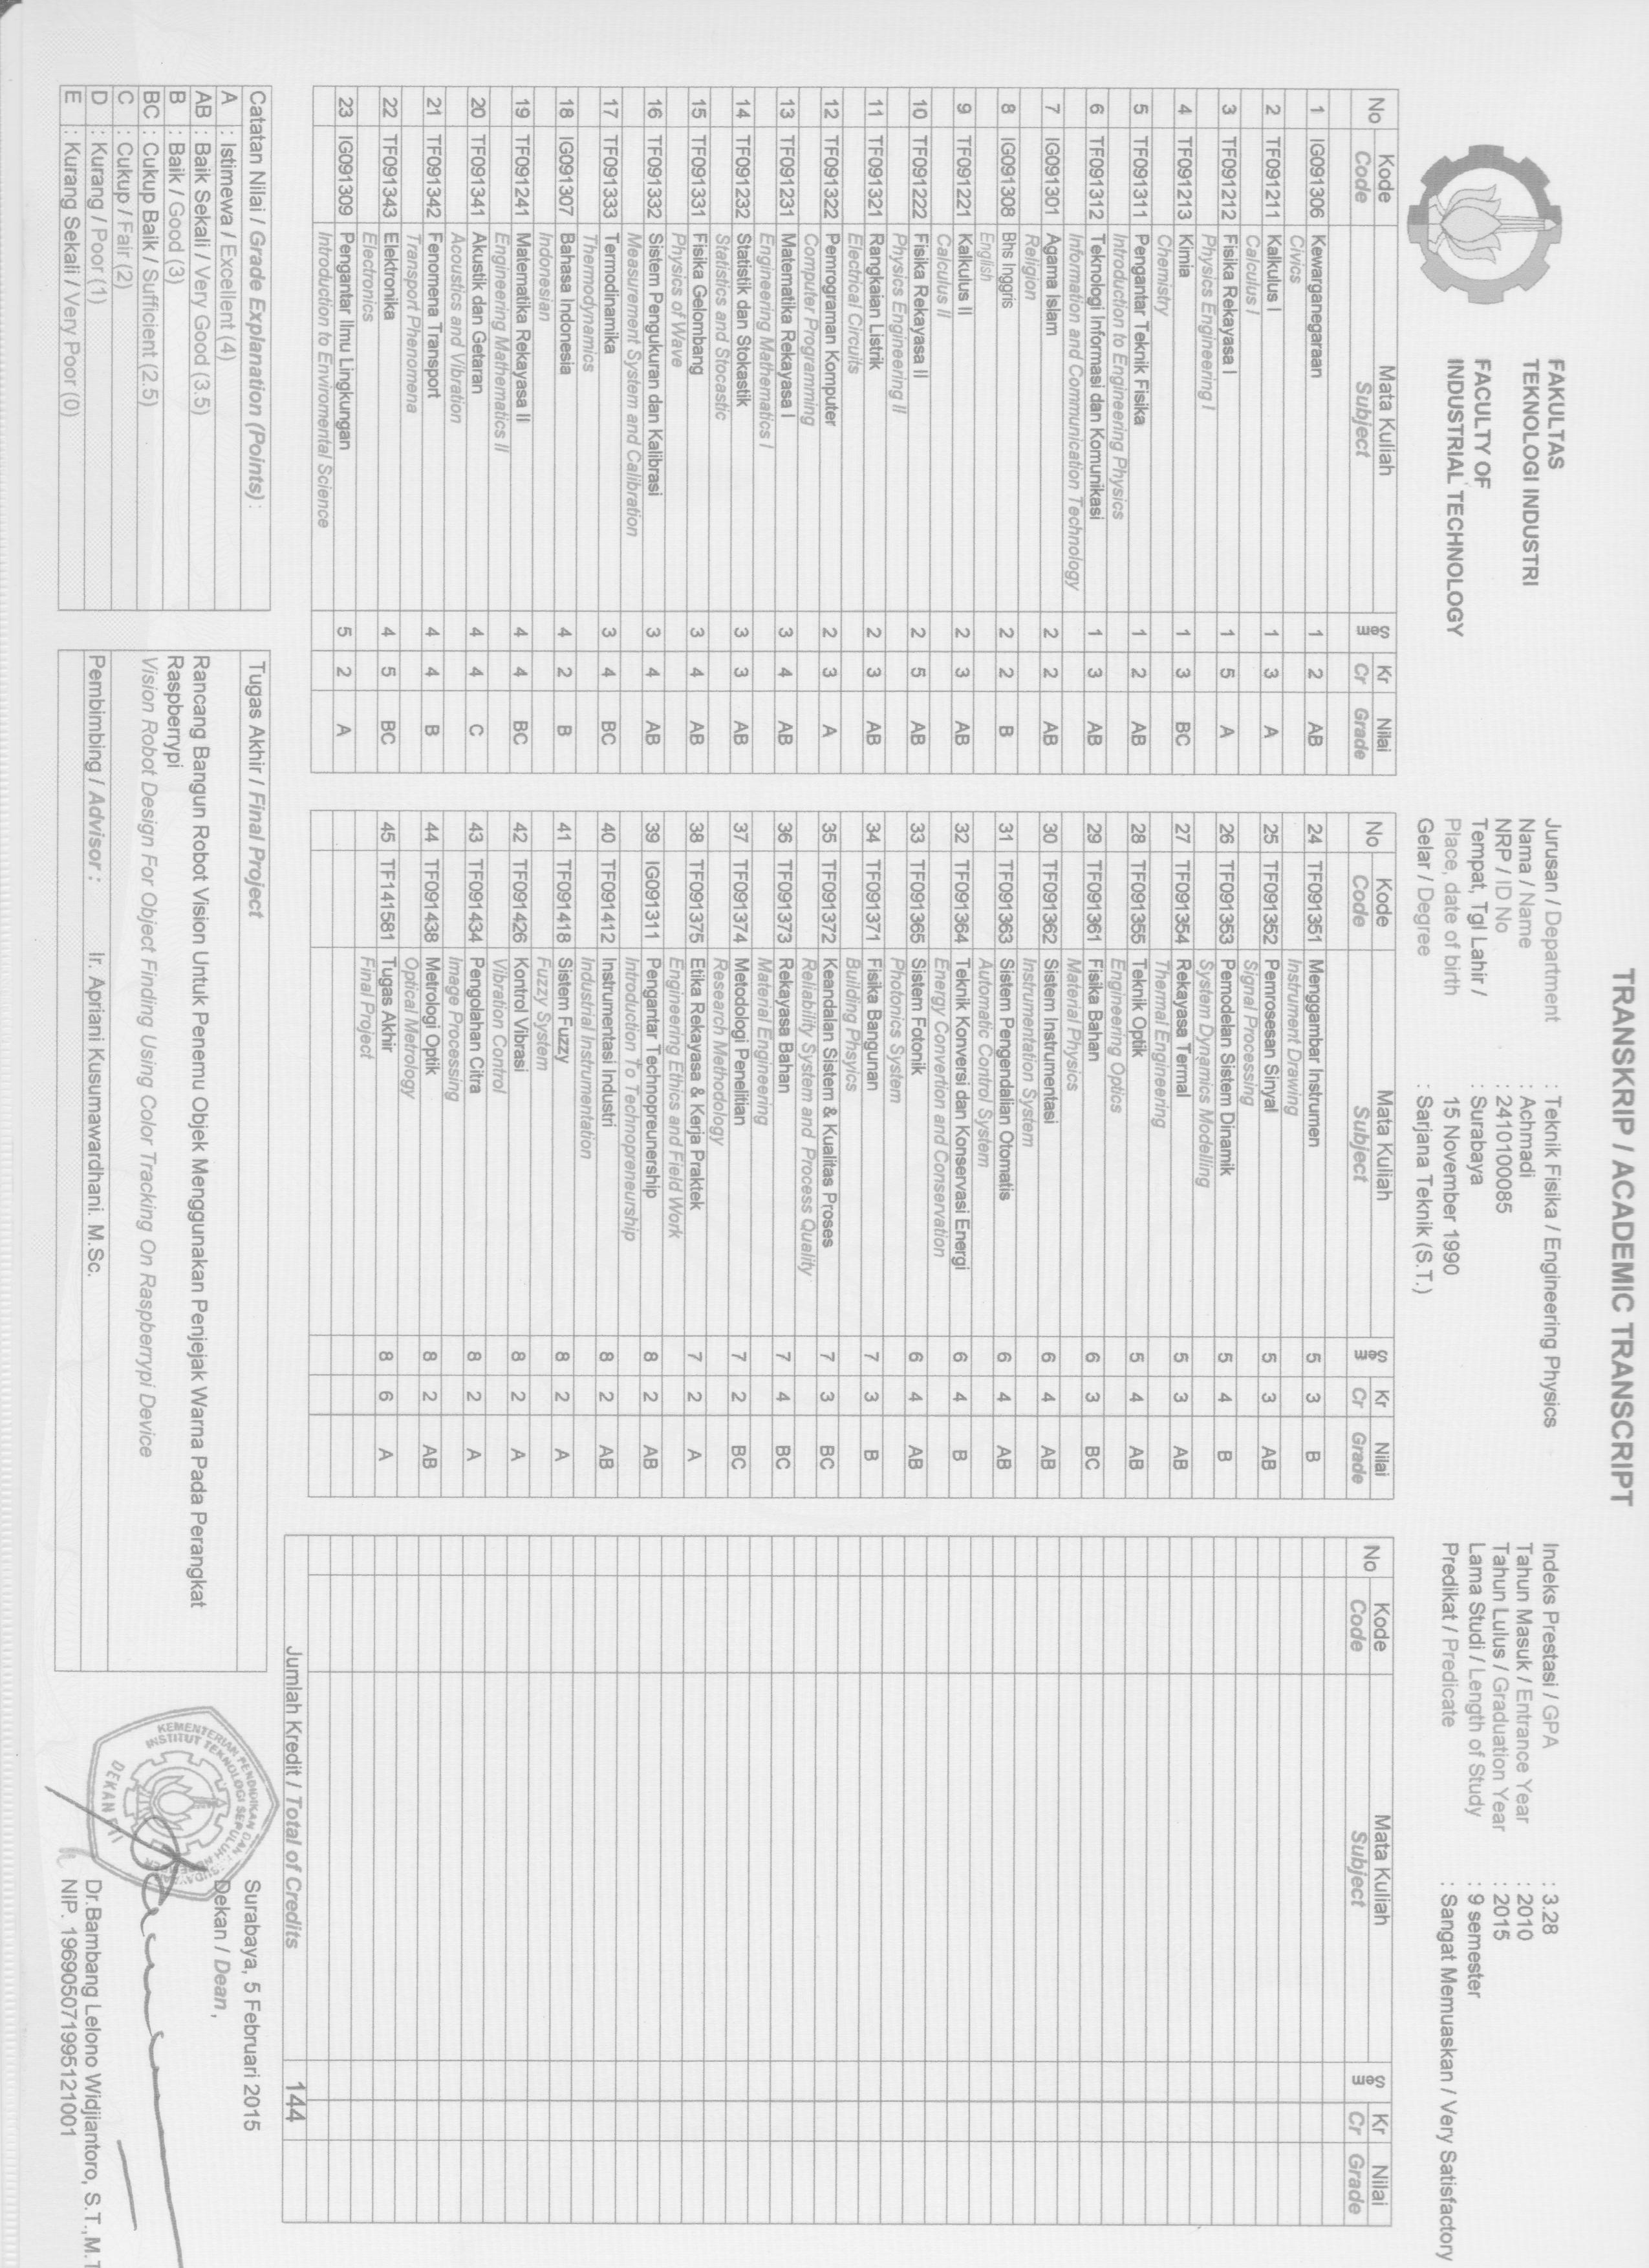 TRANSKRIP / ACADEMIC TRANSCRIPT
FAKULTAS
TEKNOLOGI INDUSTRI
FACULTY OF
INDUSTRIAL TECHNOLOGY
Jurusan / Department : Teknik Fisika / Engineering Physics
Nama / Name : Achmadi
NRP / ID No : 2410100085
Tempat, Tgl Lahir / : Surabaya
Place, date of birth 15 November 1990
Gelar / Degree : Sarjana Teknik (S.T.)
Indeks Prestasi / GPA : 3.28
Tahun Masuk / Entrance Year : 2010
Tahun Lulus / Graduation Year : 2015
Lama Studi / Length of Study : 9 semester
Predikat / Predicate : Sangat Memuaskan / Very Satisfactory
No Kode Mata Kuliah Sem Kr Nilai
Code Subject Cr Grade
1 IG091306 Kewarganegaraan 1 2 AB
Civics
2 TF091211 Kalkulus I 1 3 A
Calculus I
3 TF091212 Fisika Rekayasa I 1 5 A
Physics Engineering I
4 TF091213 Kimia 1 3 BC
Chemistry
5 TF091311 Pengantar Teknik Fisika 1 2 AB
Introduction to Engineering Physics
6 TF091312 Teknologi Informasi dan Komunikasi 1 3 AB
Information and Communication Technology
7 IG091301 Agama Islam 2 2 AB
Religion
8 IG091308 Bhs Inggris 2 2 B
English
9 TF091221 Kalkulus II 2 3 AB
Calculus II
10 TF091222 Fisika Rekayasa II 2 5 AB
Physics Engineering II
11 TF091321 Rangkaian Listrik 2 3 AB
Electrical Circuits
12 TF091322 Pemrograman Komputer 2 3 A
Computer Programming
13 TF091231 Matematika Rekayasa I 3 4 AB
Engineering Mathematics I
14 TF091232 Statistik dan Stokastik 3 3 AB
Statistics and Stocastic
15 TF091331 Fisika Gelombang 3 4 AB
Physics of Wave
16 TF091332 Sistem Pengukuran dan Kalibrasi 3 4 AB
Measurement System and Calibration
17 TF091333 Termodinamika 3 4 BC
Thermodynamics
18 IG091307 Bahasa Indonesia 4 2 B
Indonesian
19 TF091241 Matematika Rekayasa II 4 4 BC
Engineering Mathematics II
20 TF091341 Akustik dan Getaran 4 4 C
Acoustics and Vibration
21 TF091342 Fenomena Transport 4 4 B
Transport Phenomena
22 TF091343 Elektronika 4 5 BC
Electronics
23 IG091309 Pengantar Ilmu Lingkungan 5 2 A
Introduction to Enviromental Science
No Kode Mata Kuliah Sem Kr Nilai
Code Subject Cr Grade
24 TF091351 Menggambar Instrumen 5 3 B
Instrument Drawing
25 TF091352 Pemrosesan Sinyal 5 3 AB
Signal Processing
26 TF091353 Pemodelan Sistem Dinamik 5 4 B
System Dynamics Modelling
27 TF091354 Rekayasa Termal 5 3 AB
Thermal Engineering
28 TF091355 Teknik Optik 5 4 AB
Engineering Optics
29 TF091361 Fisika Bahan 6 3 BC
Material Physics
30 TF091362 Sistem Instrumentasi 6 4 AB
Instrumentation System
31 TF091363 Sistem Pengendalian Otomatis 6 4 AB
Automatic Control System
32 TF091364 Teknik Konversi dan Konservasi Energi 6 4 B
Energy Convertion and Conservation
33 TF091365 Sistem Fotonik 6 4 AB
Photonics System
34 TF091371 Fisika Bangunan 7 3 B
Building Phsyics
35 TF091372 Keandalan Sistem & Kualitas Proses 7 3 BC
Reliability System and Process Quality
36 TF091373 Rekayasa Bahan 7 4 BC
Material Engineering
37 TF091374 Metodologi Penelitian 7 2 BC
Research Methodology
38 TF091375 Etika Rekayasa & Kerja Praktek 7 2 A
Engineering Ethics and Field Work
39 IG091311 Pengantar Technopreunership 8 2 AB
Introduction To Technopreneurship
40 TF091412 Instrumentasi Industri 8 2 AB
Industrial Instrumentation
41 TF091418 Sistem Fuzzy 8 2 A
Fuzzy System
42 TF091426 Kontrol Vibrasi 8 2 A
Vibration Control
43 TF091434 Pengolahan Citra 8 2 A
Image Processing
44 TF091438 Metrologi Optik 8 2 AB
Optical Metrology
45 TF141581 Tugas Akhir 8 6 A
Final Project
No Kode Mata Kuliah Sem Kr Nilai
Code Subject Cr Grade
Jumlah Kredit / Total of Credits 144
Catatan Nilai / Grade Explanation (Points) :
A : Istimewa / Excellent (4)
AB : Baik Sekali / Very Good (3.5)
B : Baik / Good (3)
BC : Cukup Baik / Sufficient (2.5)
C : Cukup / Fair (2)
D : Kurang / Poor (1)
E : Kurang Sekali / Very Poor (0)
Tugas Akhir / Final Project
Rancang Bangun Robot Vision Untuk Penemu Objek Menggunakan Penjejak Warna Pada Perangkat
Raspberrypi
Vision Robot Design For Object Finding Using Color Tracking On Raspberrypi Device
Pembimbing / Advisor : Ir. Apriani Kusumawardhani. M.Sc.
Surabaya, 5 Februari 2015
Dekan / Dean ,
KEMENTERIAN PENDIDIKAN DAN
INSTITUT TEKNOLOGI SEPULUH
DEKAN
Dr.Bambang Lelono Widjiantoro, S.T.,M.T
NIP. 196905071995121001